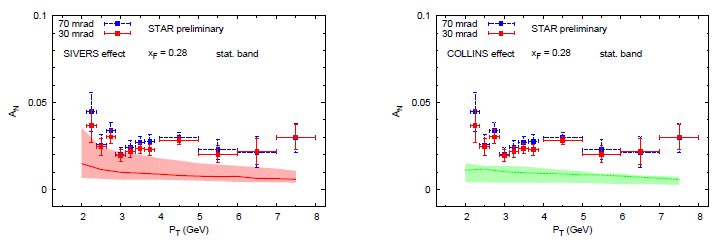 0.1
70 mrad
30 mrad
STAR preliminary
SIVERS effect
x_F = 0.28
stat. band
A_N
0.05
0
2
3
4
5
6
7
8
P_T (GeV)
0.1
70 mrad
30 mrad
STAR preliminary
COLLINS effect
x_F = 0.28
stat. band
A_N
0.05
0
2
3
4
5
6
7
8
P_T (GeV)